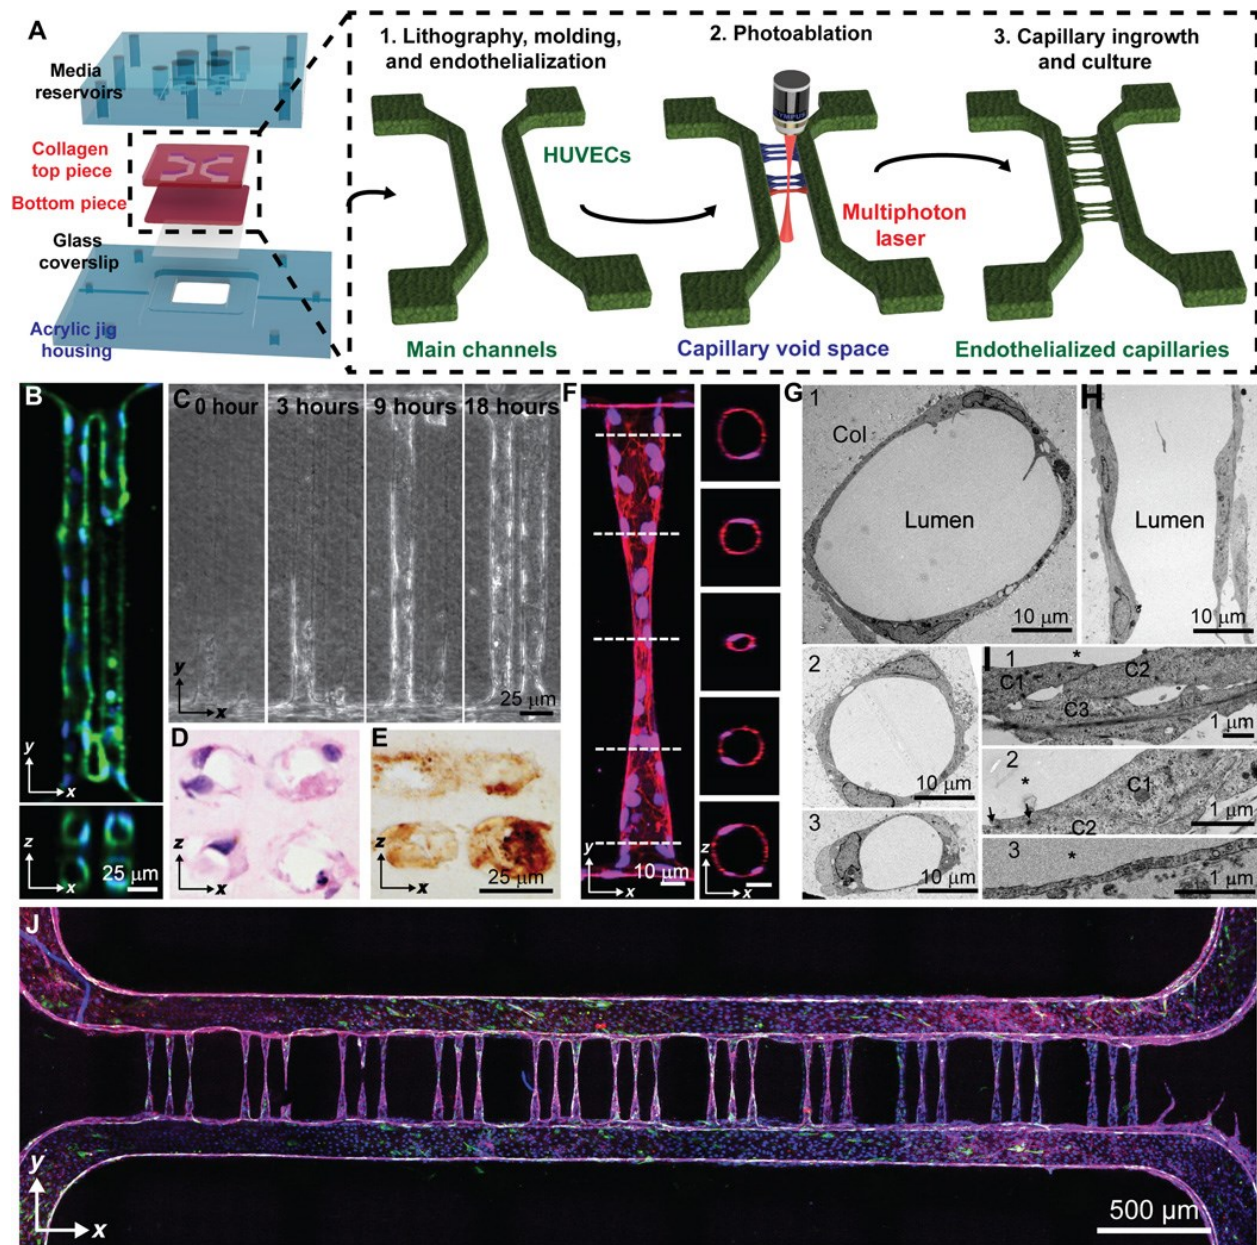 A
Media
reservoirs
Collagen
top piece
Bottom piece
Glass
coverslip
Acrylic jig
housing
1. Lithography, molding,
and endothelialization
2. Photoablation
3. Capillary ingrowth
and culture
HUVECs
Multiphoton
laser
Main channels
Capillary void space
Endothelialized capillaries
B
y
x
z
25 μm
C
0 hour
3 hours
9 hours
18 hours
y
x
25 μm
D
z
x
E
z
x
25 μm
F
y
x
10 μm
z
x
G
1
Col
Lumen
10 μm
2
10 μm
3
10 μm
H
Lumen
10 μm
I
1
*
C1
C2
C3
1 μm
2
*
C1
C2
1 μm
3
*
1 μm
J
y
x
500 μm